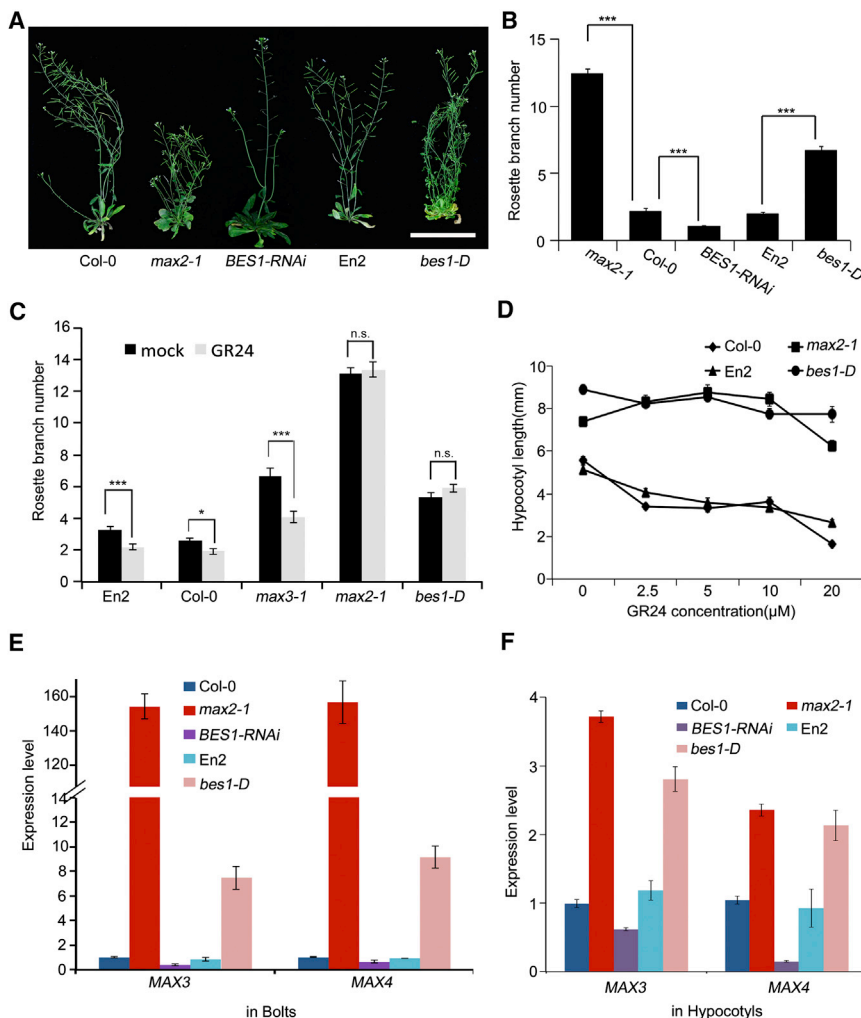 A
Col-0 max2-1 BES1-RNAi En2 bes1-D
B
Rosette branch number
15
10
5
0
*** *** ***
max2-1 Col-0 BES1-RNAi En2 bes1-D
C
Rosette branch number
16
14
12
10
8
6
4
2
0
mock GR24
*** * *** n.s. n.s.
En2 Col-0 max3-1 max2-1 bes1-D
D
Col-0 max2-1
En2 bes1-D
Hypocotyl length(mm)
10
8
6
4
2
0
0 2.5 5 10 20
GR24 concentration(μM)
E
Expression level
160
140
120
14
12
10
8
6
4
2
0
Col-0
max2-1
BES1-RNAi
En2
bes1-D
MAX3 MAX4
in Bolts
F
Expression level
4
3
2
1
0
Col-0 max2-1
BES1-RNAi En2
bes1-D
MAX3 MAX4
in Hypocotyls